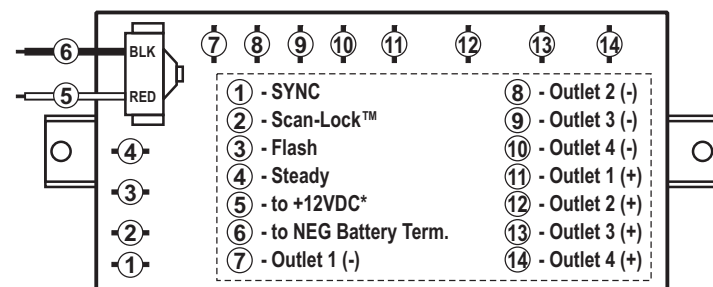 7 8 9 10 11 12 13 14
6 BLK
5 RED
4
3
2
1
1 - SYNC
2 - Scan-Lock™
3 - Flash
4 - Steady
5 - to +12VDC*
6 - to NEG Battery Term.
7 - Outlet 1 (-)
8 - Outlet 2 (-)
9 - Outlet 3 (-)
10 - Outlet 4 (-)
11 - Outlet 1 (+)
12 - Outlet 2 (+)
13 - Outlet 3 (+)
14 - Outlet 4 (+)